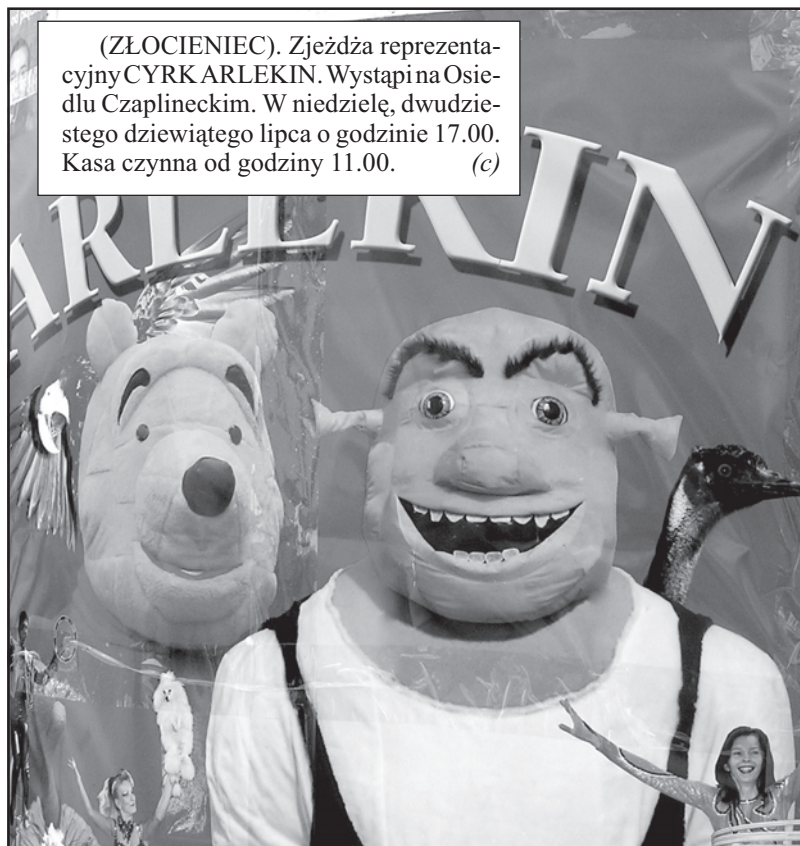 (ZŁOCIENIEC). Zjeżdża reprezenta-
cyjny CYRK ARLEKIN. Wystąpi na Osie-
dlu Czaplineckim. W niedzielę, dwudzie-
stego dziewiątego lipca o godzinie 17.00.
Kasa czynna od godziny 11.00. (c)
ARLEKIN